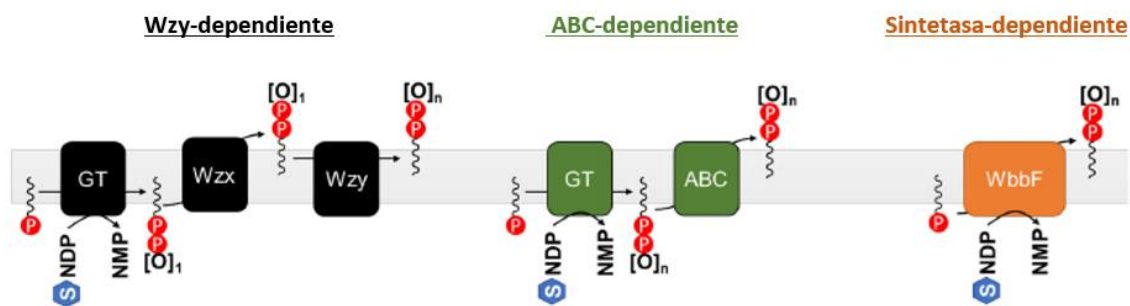 Wzy-dependiente
ABC-dependiente
Sintetasa-dependiente
[O]1
P
P
[O]n
P
P
[O]n
P
P
[O]n
P
P
GT
Wzx
Wzy
GT
ABC
WbbF
P
P
P
[O]1
P
P
P
[O]n
P
NDP
NMP
S
NDP
NMP
S
NDP
NMP
S